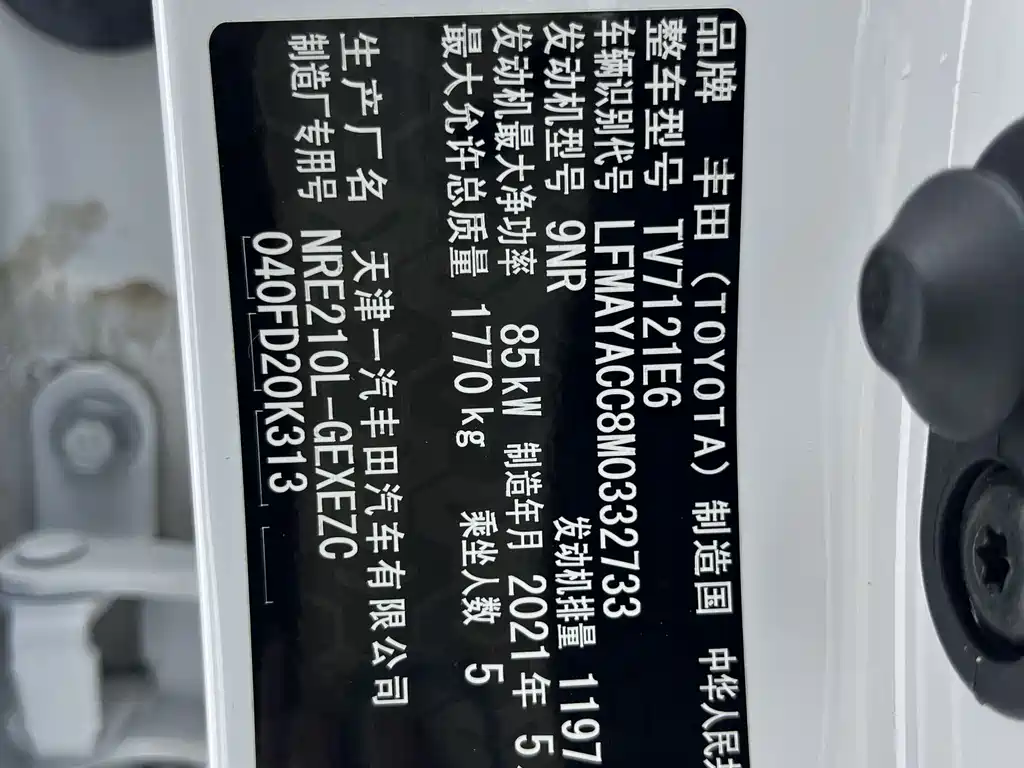 品牌 丰田（TOYOTA）制造国 中华人民
整车型号 TV7121E6
车辆识别代号 LFMAYACC8M0332733
发动机型号 9NR 发动机排量 1197
发动机最大净功率 85kW 制造年月 2021年 5
最大允许总质量 1770kg 乘坐人数 5
生产厂名 天津一汽丰田汽车有限公司
制造厂专用号 NRE210L-GEXEZC
040FD20K313